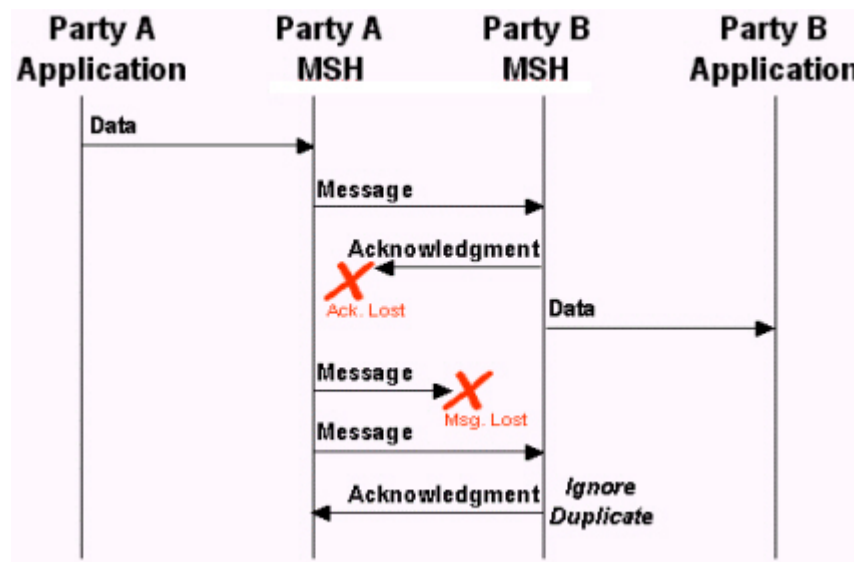 Party A
Application
Party A
MSH
Party B
MSH
Party B
Application
Data
Message
Acknowledgment
Ack. Lost
Data
Message
Msg. Lost
Message
Acknowledgment
Ignore
Duplicate